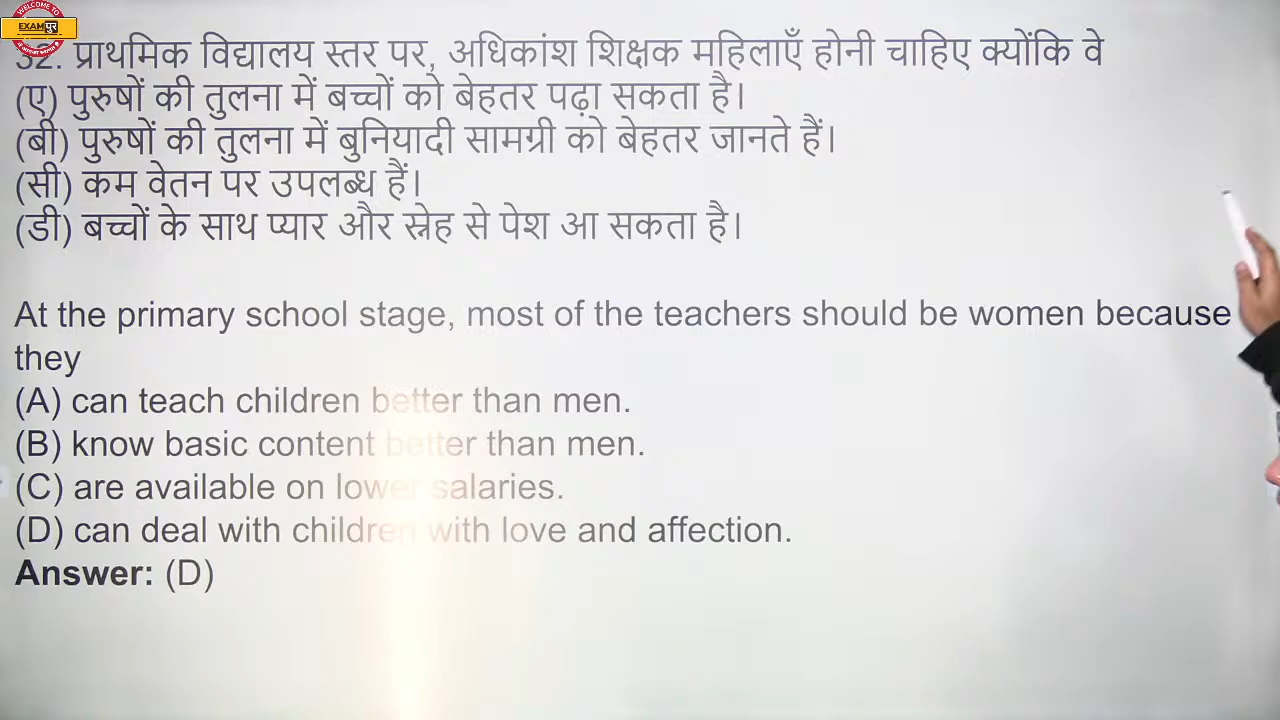 WELCOME TO
EXAMपुर
32. प्राथमिक विद्यालय स्तर पर, अधिकांश शिक्षक महिलाएँ होनी चाहिए क्योंकि वे
(ए) पुरुषों की तुलना में बच्चों को बेहतर पढ़ा सकता है।
(बी) पुरुषों की तुलना में बुनियादी सामग्री को बेहतर जानते हैं।
(सी) कम वेतन पर उपलब्ध हैं।
(डी) बच्चों के साथ प्यार और स्नेह से पेश आ सकता है।
At the primary school stage, most of the teachers should be women because
they
(A) can teach children better than men.
(B) know basic content better than men.
(C) are available on lower salaries.
(D) can deal with children with love and affection.
Answer: (D)